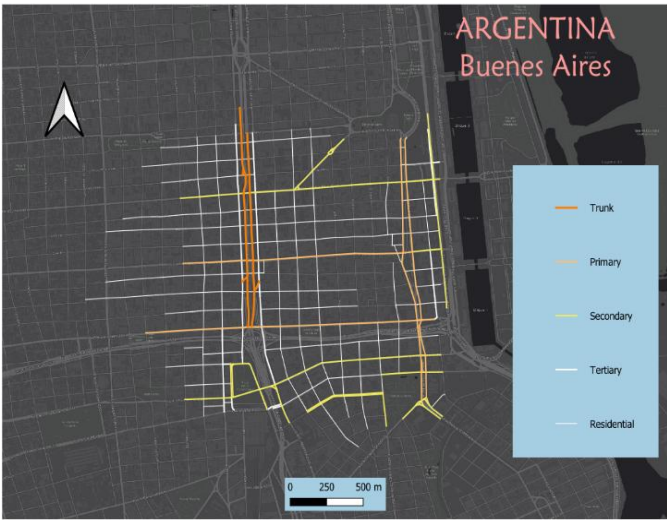 ARGENTINA
Buenes Aires
Trunk
Primary
Secondary
Tertiary
Residential
0 250 500 m